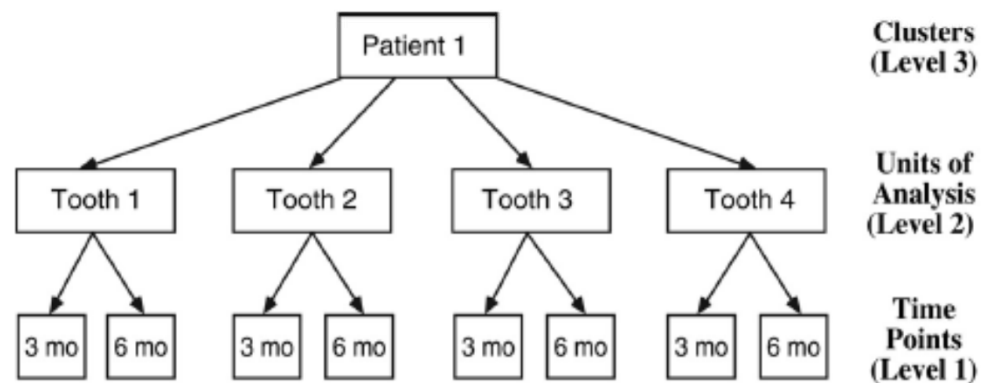 Patient 1
Clusters
(Level 3)
Tooth 1
Tooth 2
Tooth 3
Tooth 4
Units of
Analysis
(Level 2)
3 mo
6 mo
3 mo
6 mo
3 mo
6 mo
3 mo
6 mo
Time
Points
(Level 1)